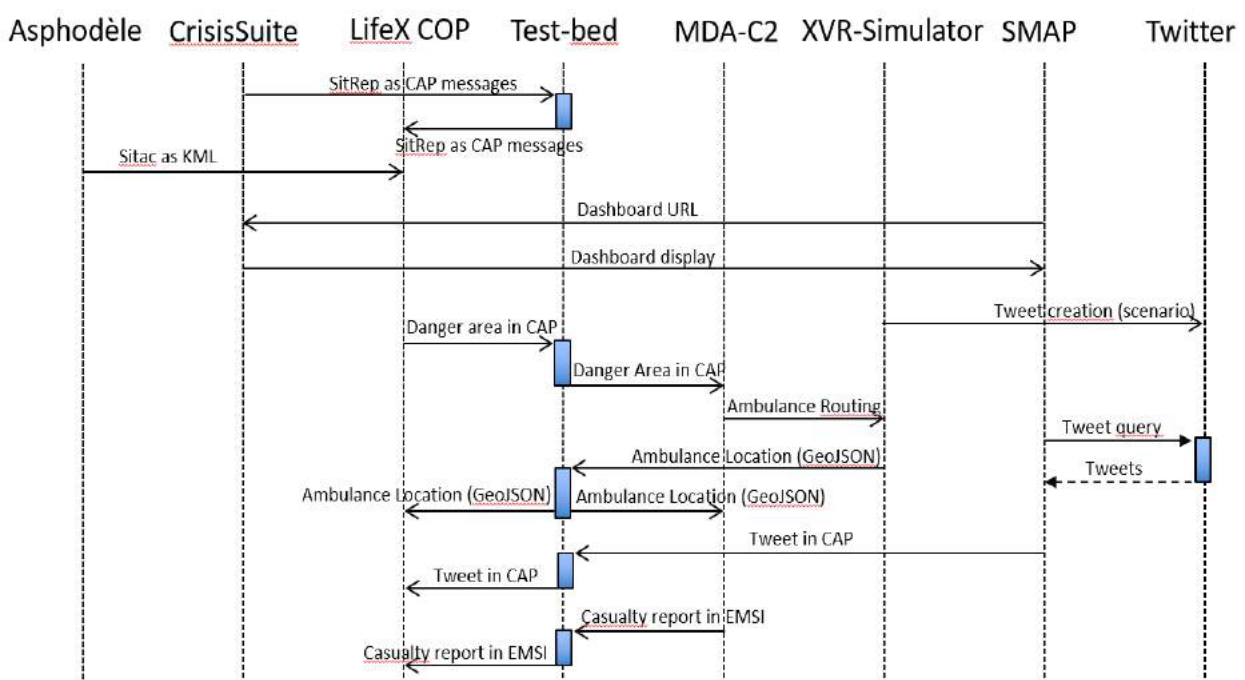 Asphodèle CrisisSuite LifeX COP Test-bed MDA-C2 XVR-Simulator SMAP Twitter
SitRep as CAP messages
SitRep as CAP messages
Sitac as KML
Dashboard URL
Dashboard display
Tweet creation (scenario)
Danger area in CAP
Danger Area in CAP
Ambulance Routing
Tweet query
Ambulance Location (GeoJSON)
Tweets
Ambulance Location (GeoJSON) Ambulance Location (GeoJSON)
Tweet in CAP
Tweet in CAP
Casualty report in EMSI
Casualty report in EMSI